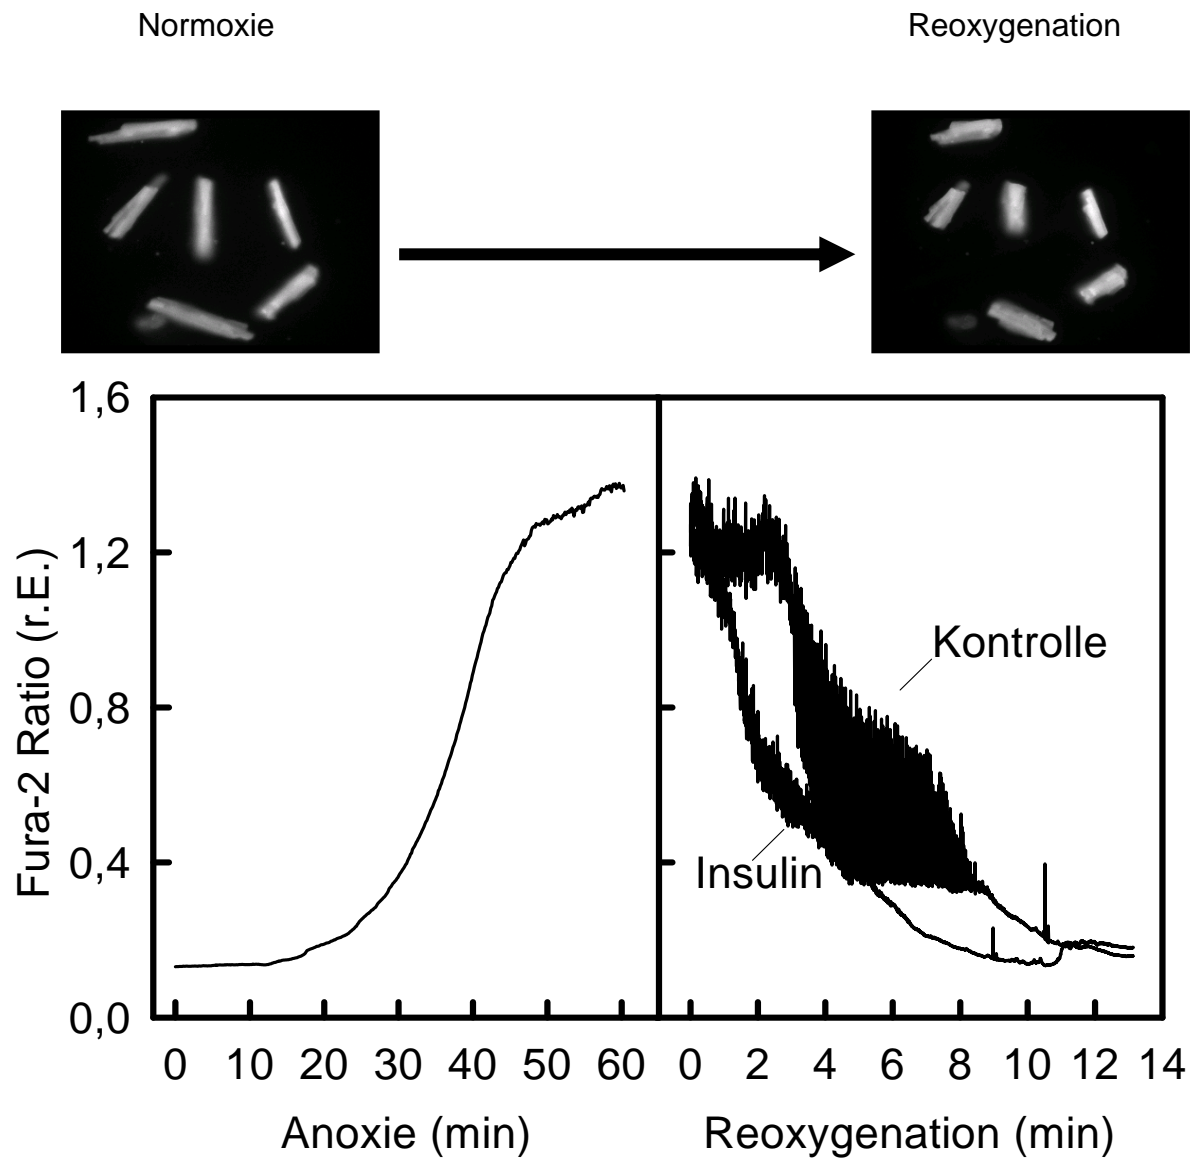 Normoxie
Reoxygenation
1,6
1,2
0,8
0,4
0,0
Fura-2 Ratio (r.E.)
Kontrolle
Insulin
0 10 20 30 40 50 60
0 2 4 6 8 10 12 14
Anoxie (min)
Reoxygenation (min)